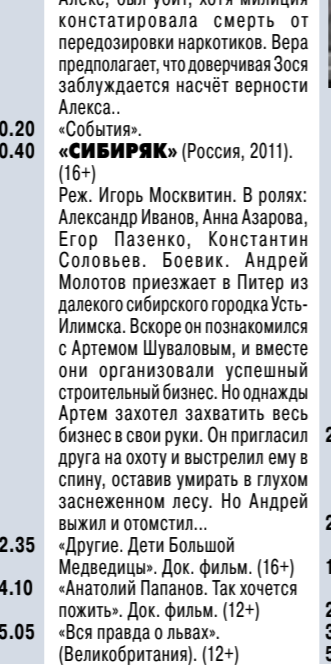 Алекс, был убит, хотя милиция
констатировала смерть от
передозировки наркотиков. Вера
предполагает, что доверчивая Зося
заблуждается насчёт верности
Алекса..
0.20 «События».
0.40 «СИБИРЯК» (Россия, 2011).
(16+)
Реж. Игорь Москвитин. В ролях:
Александр Иванов, Анна Азарова,
Егор Пазенко, Константин
Соловьев. Боевик. Андрей
Молотов приезжает в Питер из
далекого сибирского городка Усть-
Илимска. Вскоре он познакомился
с Артемом Шуваловым, и вместе
они организовали успешный
строительный бизнес. Но однажды
Артем захотел захватить весь
бизнес в свои руки. Он пригласил
друга на охоту и выстрелил ему в
спину, оставив умирать в глухом
заснеженном лесу. Но Андрей
выжил и отомстил...
2.35 «Другие. Дети Большой
Медведицы». Док. фильм. (16+)
4.10 «Анатолий Папанов. Так хочется
пожить». Док. фильм. (12+)
5.05 «Вся правда о львах».
(Великобритания). (12+)